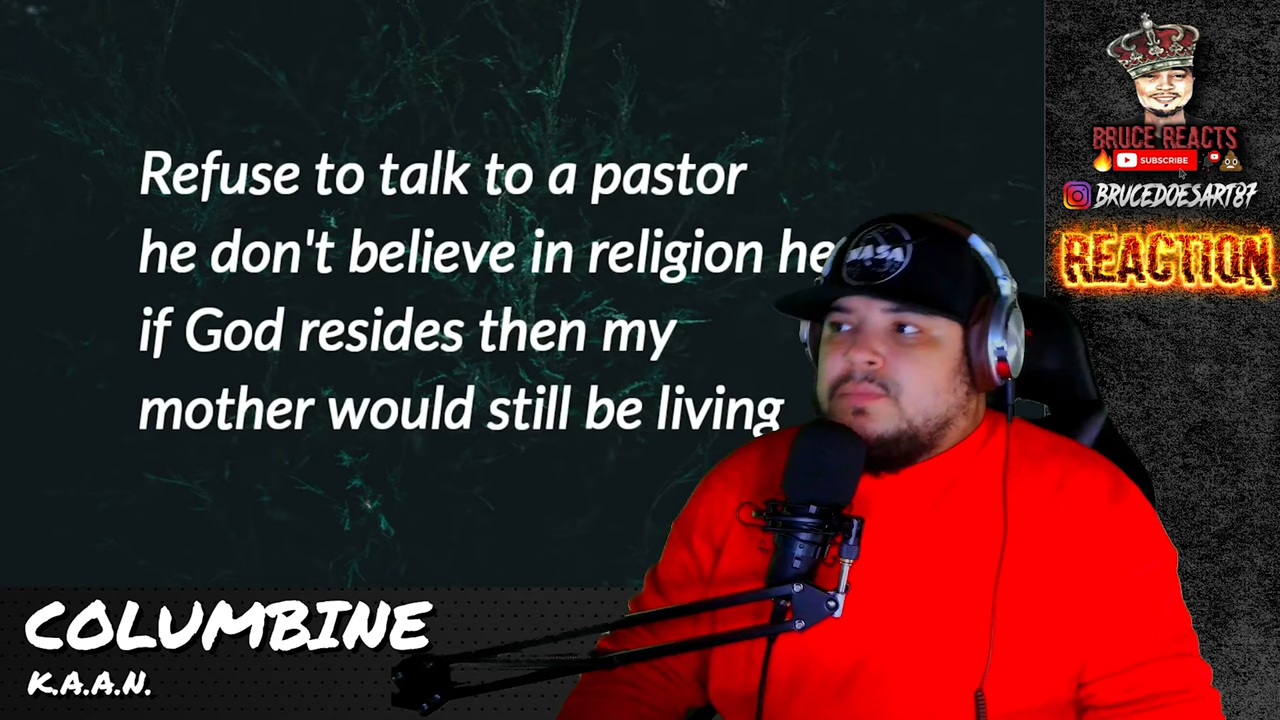 Refuse to talk to a pastor
he don't believe in religion he
if God resides then my
mother would still be living
NASA
BRUCE REACTS
SUBSCRIBE
BRUCEDOESART87
REACTION
COLUMBINE
K.A.A.N.